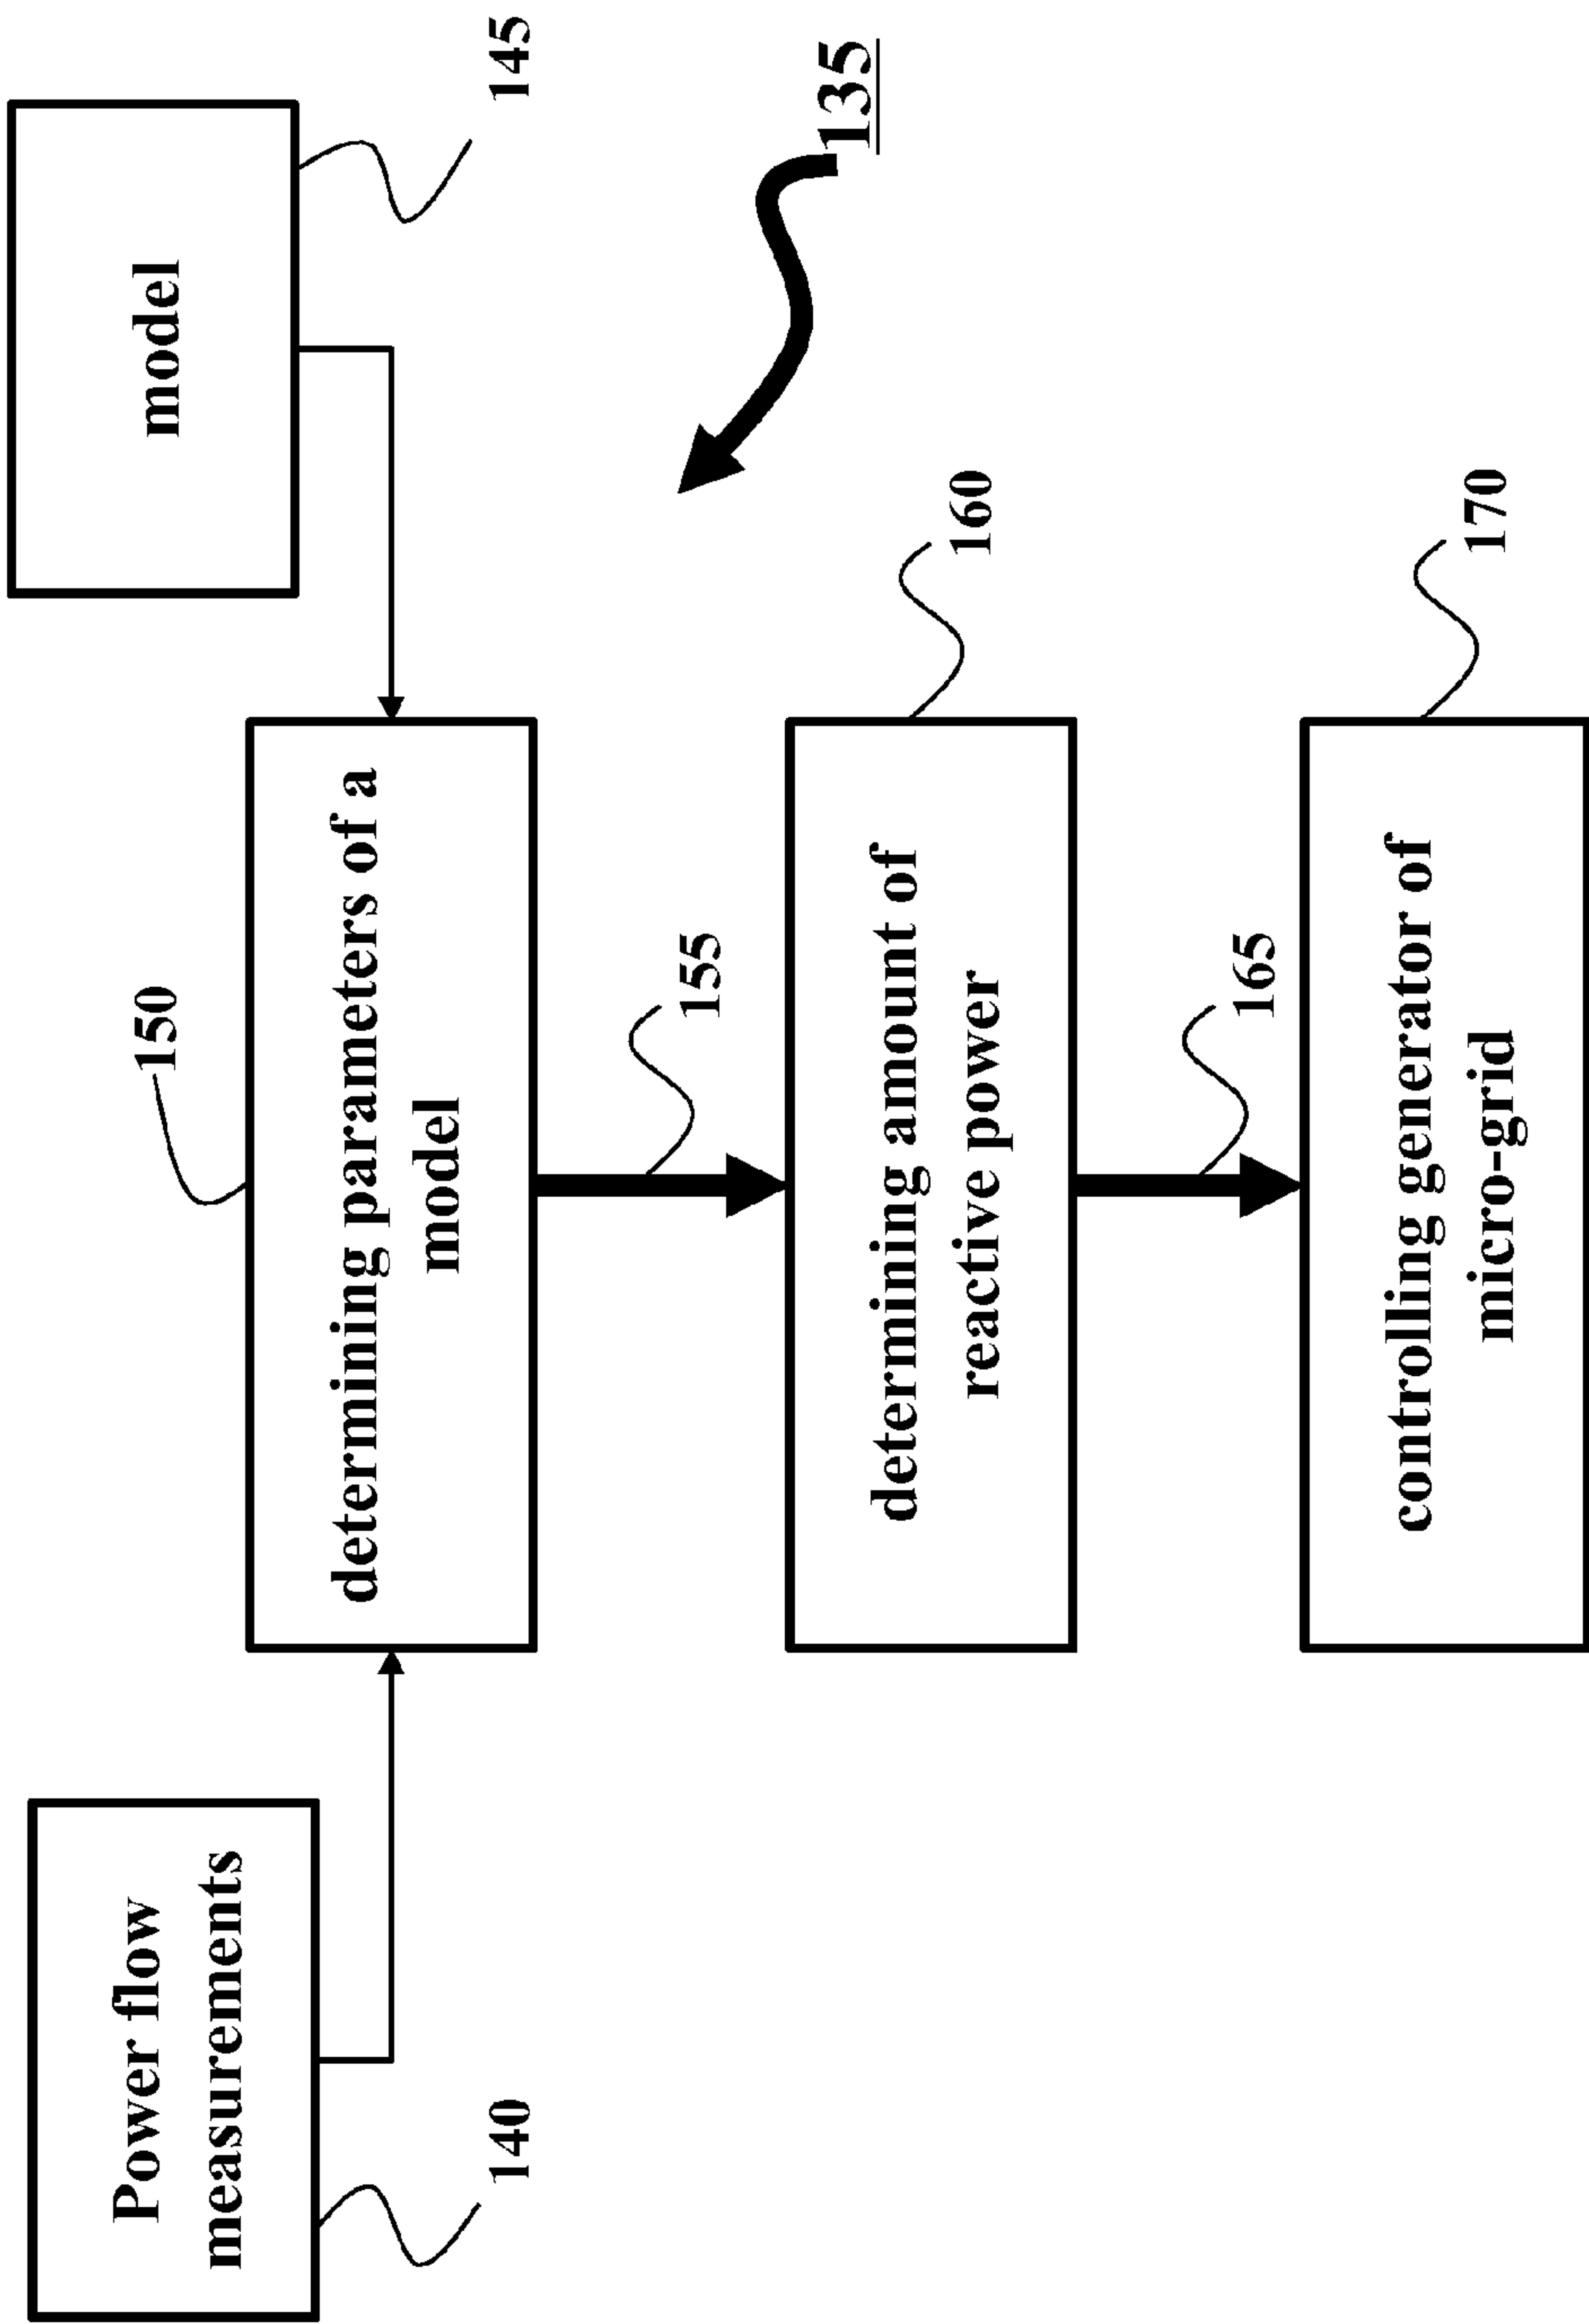 Power flow
measurements
140
model
145
150
determining parameters of a
model
135
155
determining amount of
reactive power
160
165
controlling generator of
micro-grid
170